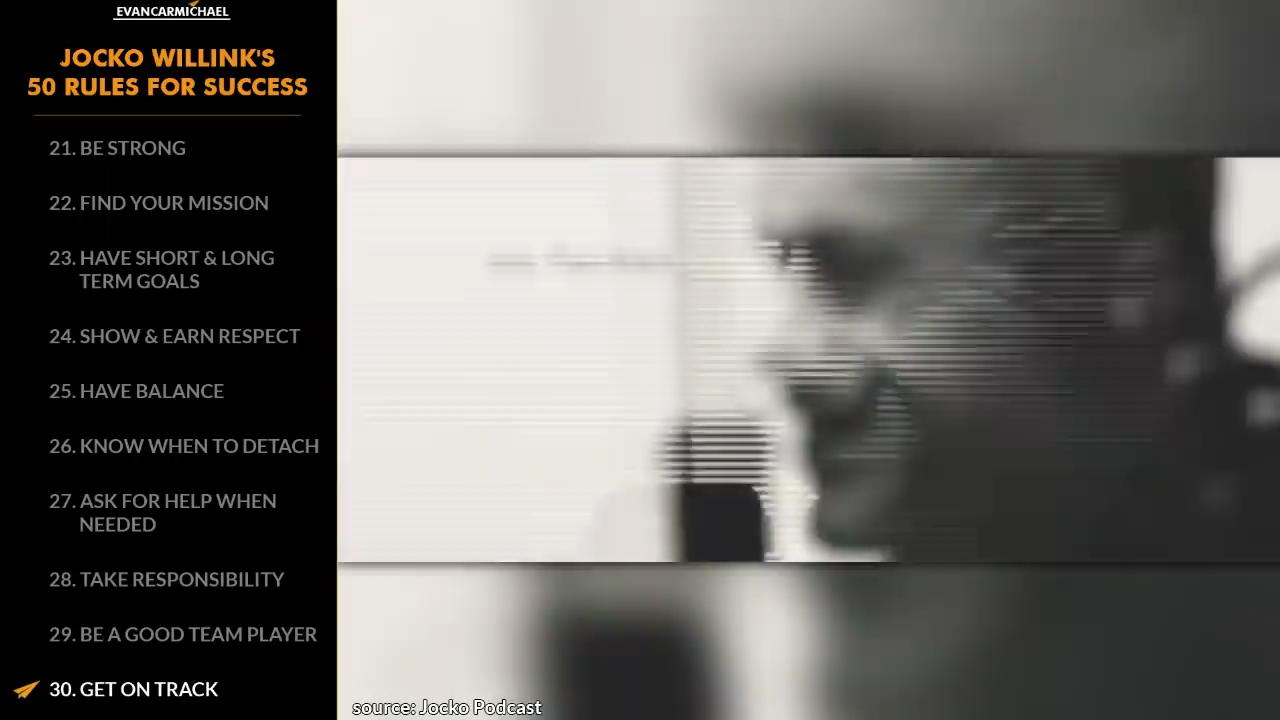 EVANCARMICHAEL
JOCKO WILLINK'S
50 RULES FOR SUCCESS
21. BE STRONG
22. FIND YOUR MISSION
23. HAVE SHORT & LONG
TERM GOALS
24. SHOW & EARN RESPECT
25. HAVE BALANCE
26. KNOW WHEN TO DETACH
27. ASK FOR HELP WHEN
NEEDED
28. TAKE RESPONSIBILITY
29. BE A GOOD TEAM PLAYER
30. GET ON TRACK
source: Jocko Podcast